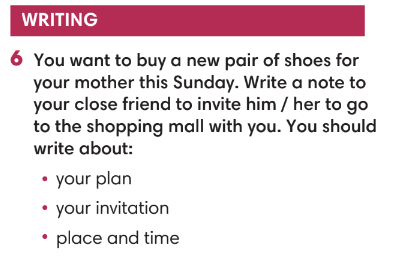 WRITING
6 You want to buy a new pair of shoes for
your mother this Sunday. Write a note to
your close friend to invite him / her to go
to the shopping mall with you. You should
write about:
• your plan
• your invitation
• place and time